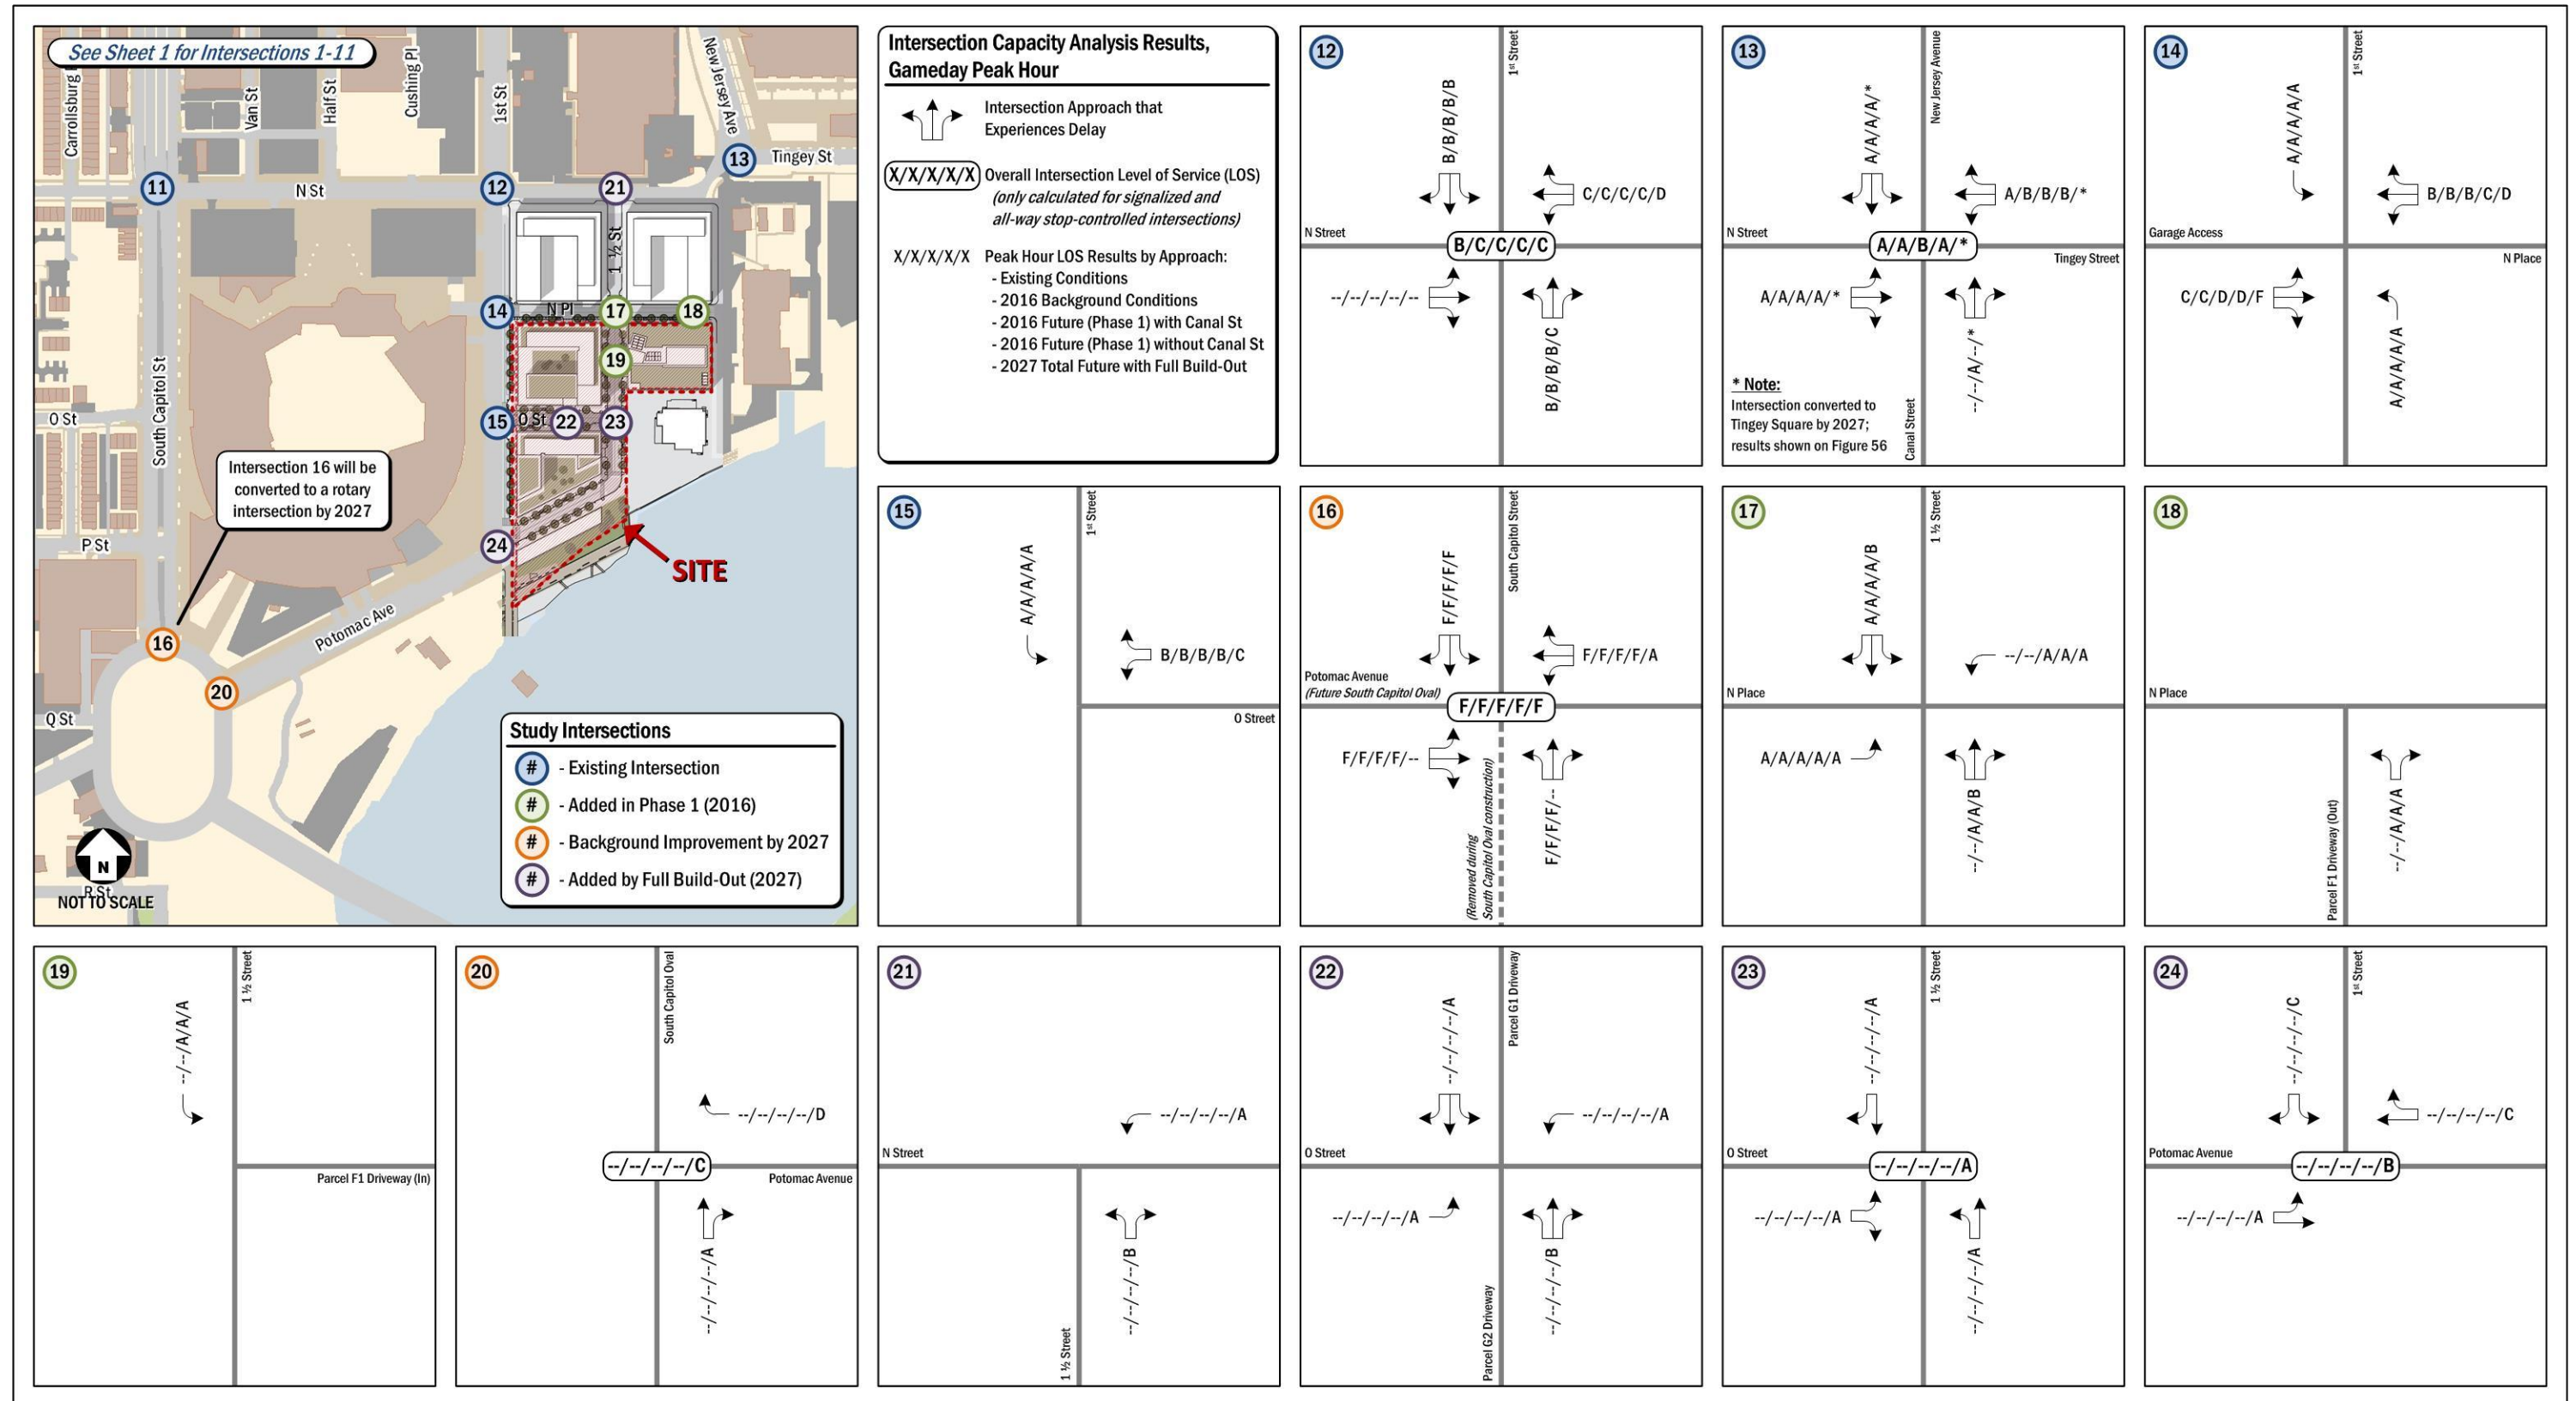 See Sheet 1 for Intersections 1-11
Carrollsburg
Van St
Half St
Cushing Pl
1st St
New Jersey Ave
13
Tingey St
11
N St
12
21
1 ½ St
14
N Pl
17
18
19
South Capitol St
O St
15
O St
22
23
Intersection 16 will be
converted to a rotary
intersection by 2027
P St
24
SITE
Potomac Ave
16
20
Q St
N
R St
NOT TO SCALE
Study Intersections
# - Existing Intersection
# - Added in Phase 1 (2016)
# - Background Improvement by 2027
# - Added by Full Build-Out (2027)
Intersection Capacity Analysis Results,
Gameday Peak Hour
Intersection Approach that
Experiences Delay
X/X/X/X/X Overall Intersection Level of Service (LOS)
(only calculated for signalized and
all-way stop-controlled intersections)
X/X/X/X/X Peak Hour LOS Results by Approach:
- Existing Conditions
- 2016 Background Conditions
- 2016 Future (Phase 1) with Canal St
- 2016 Future (Phase 1) without Canal St
- 2027 Total Future with Full Build-Out
12
1st Street
B/B/B/B/B
C/C/C/C/D
N Street
B/C/C/C/C
--/--/--/--/--
B/B/B/B/C
13
New Jersey Avenue
A/A/A/A/*
A/B/B/B/*
N Street
A/A/B/A/*
Tingey Street
A/A/A/A/*
--/--/A/--/*
* Note:
Intersection converted to
Tingey Square by 2027;
results shown on Figure 56
Canal Street
14
1st Street
A/A/A/A/A
B/B/B/C/D
Garage Access
N Place
C/C/D/D/F
A/A/A/A/A
15
1st Street
A/A/A/A/A
B/B/B/B/C
O Street
16
South Capitol Street
F/F/F/F/F
F/F/F/F/A
Potomac Avenue
(Future South Capitol Oval)
F/F/F/F/F
F/F/F/F/--
F/F/F/F/--
(Removed during
South Capitol Oval construction)
17
1 ½ Street
A/A/A/A/B
--/--/A/A/A
N Place
A/A/A/A/A
--/--/A/A/B
18
N Place
Parcel F1 Driveway (Out)
--/--/A/A/A
19
1 ½ Street
--/--/A/A/A
Parcel F1 Driveway (In)
20
South Capitol Oval
--/--/--/--/D
--/--/--/--/C
Potomac Avenue
--/--/--/--/A
21
--/--/--/--/A
N Street
--/--/--/--/B
1 ½ Street
22
Parcel G1 Driveway
--/--/--/--/A
--/--/--/--/A
O Street
--/--/--/--/A
--/--/--/--/B
Parcel G2 Driveway
23
1 ½ Street
--/--/--/--/A
O Street
--/--/--/--/A
--/--/--/--/A
--/--/--/--/A
24
1st Street
--/--/--/--/C
--/--/--/--/C
Potomac Avenue
--/--/--/--/B
--/--/--/--/A